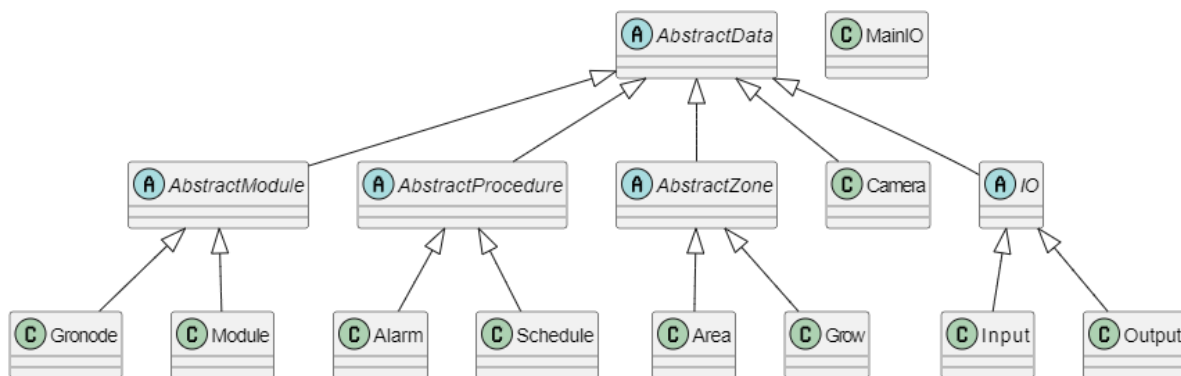 A AbstractData
C MainIO
A AbstractModule
A AbstractProcedure
A AbstractZone
C Camera
A IO
C Gronode
C Module
C Alarm
C Schedule
C Area
C Grow
C Input
C Output